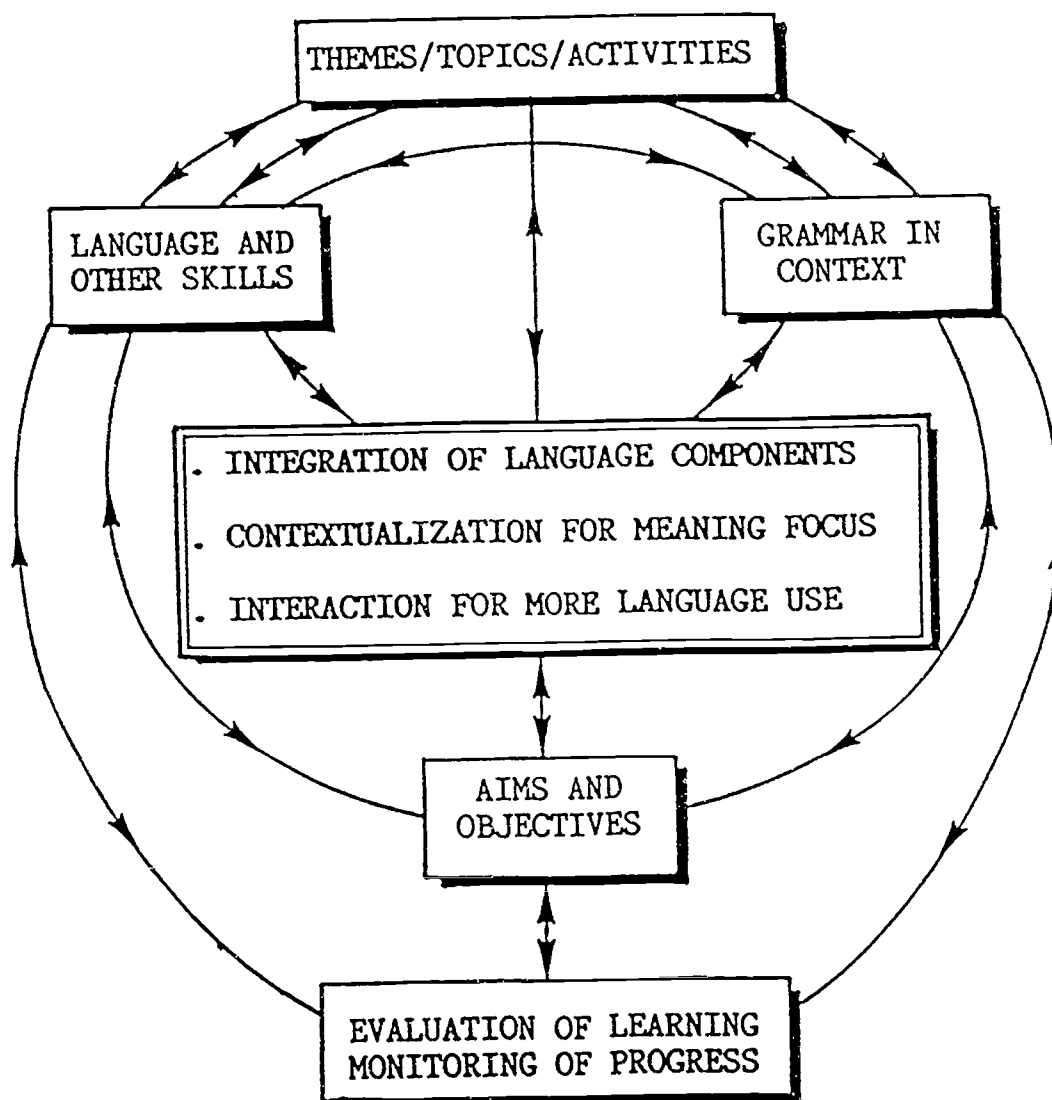 THEMES/TOPICS/ACTIVITIES
LANGUAGE AND
OTHER SKILLS
GRAMMAR IN
CONTEXT
. INTEGRATION OF LANGUAGE COMPONENTS
. CONTEXTUALIZATION FOR MEANING FOCUS
. INTERACTION FOR MORE LANGUAGE USE
AIMS AND
OBJECTIVES
EVALUATION OF LEARNING
MONITORING OF PROGRESS